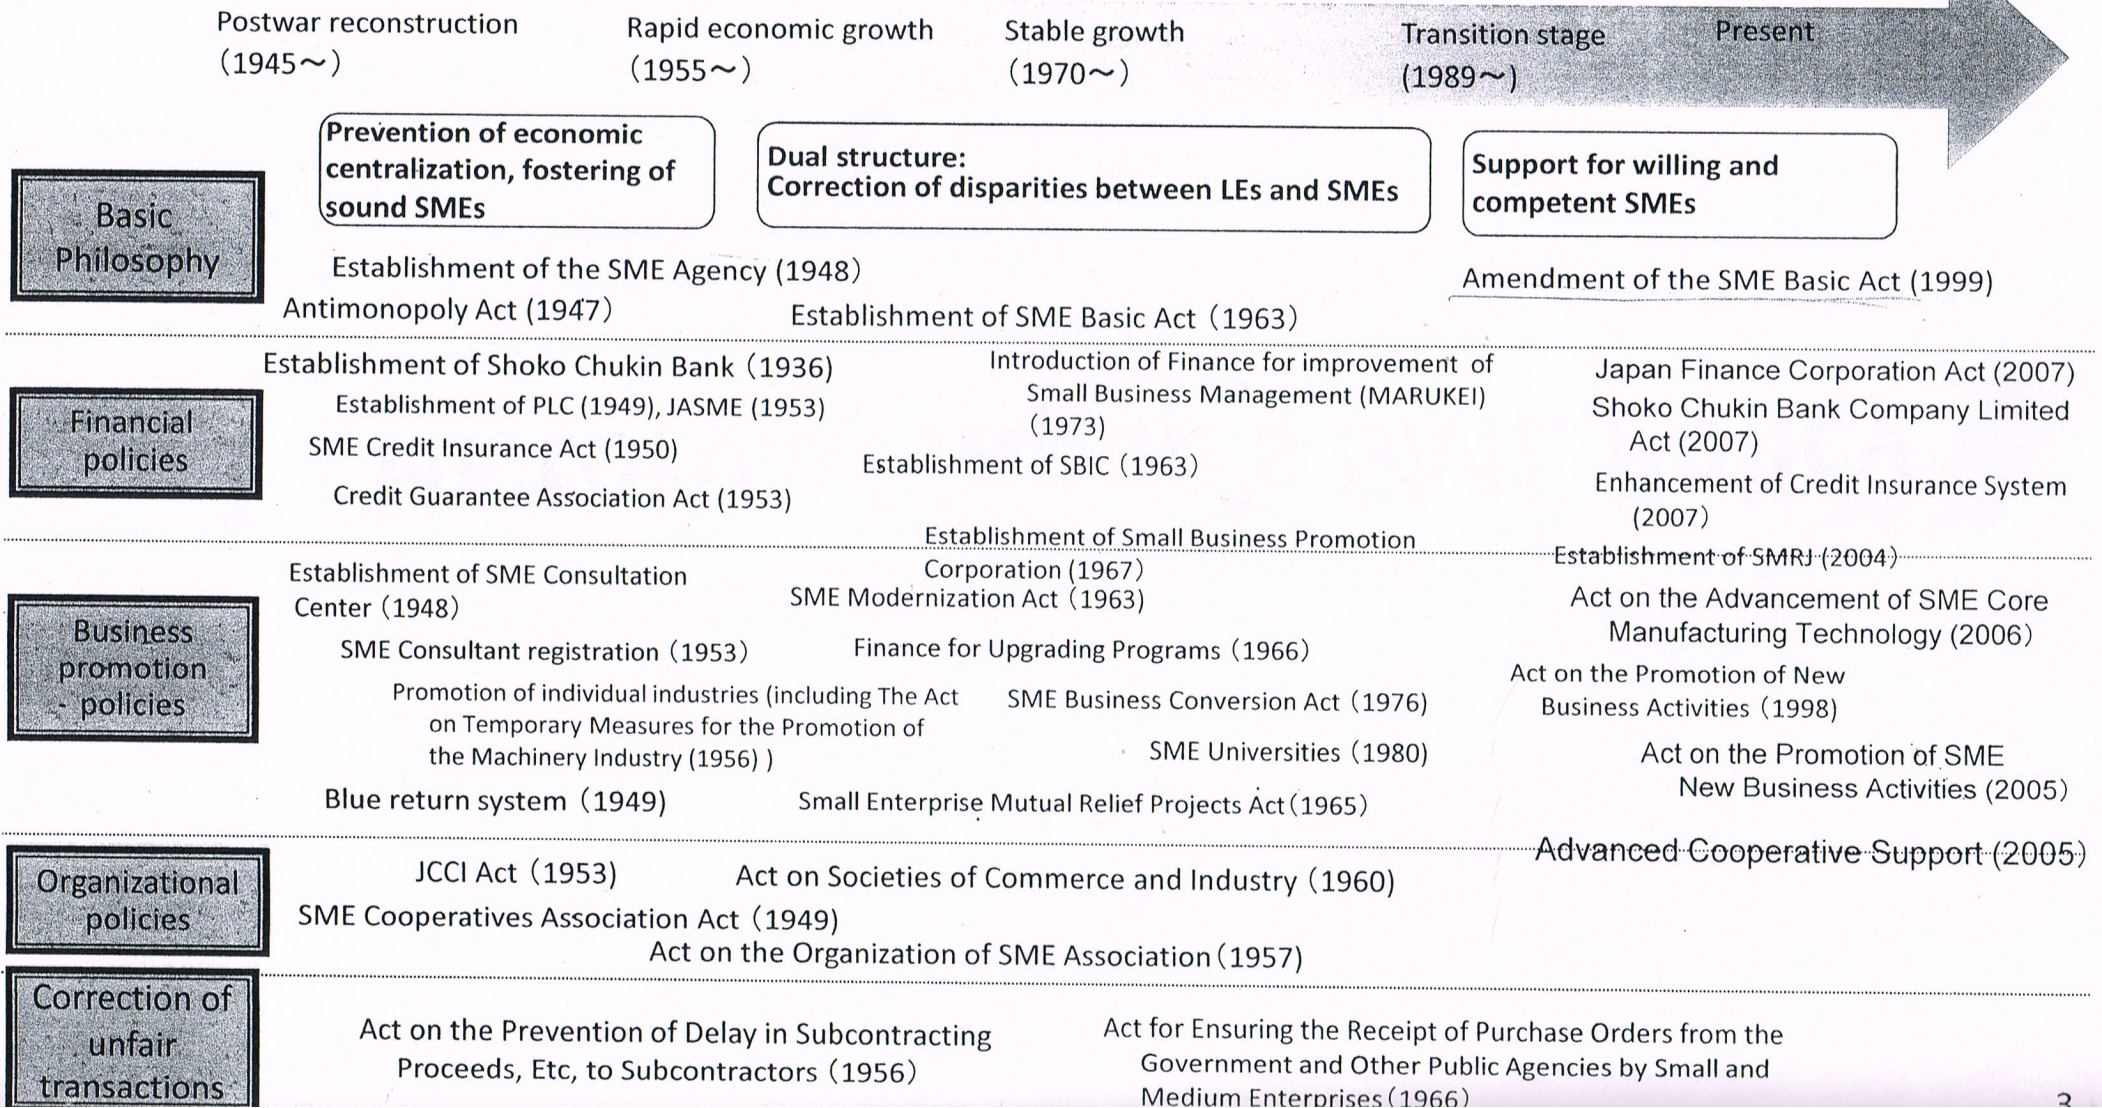 Postwar reconstruction
(1945～)
Rapid economic growth
(1955～)
Stable growth
(1970～)
Transition stage
(1989～)
Present
Basic
Philosophy
Prevention of economic
centralization, fostering of
sound SMEs
Dual structure:
Correction of disparities between LEs and SMEs
Support for willing and
competent SMEs
Establishment of the SME Agency (1948)
Antimonopoly Act (1947)
Establishment of SME Basic Act (1963)
Amendment of the SME Basic Act (1999)
Financial
policies
Establishment of Shoko Chukin Bank (1936)
Establishment of PLC (1949), JASME (1953)
SME Credit Insurance Act (1950)
Credit Guarantee Association Act (1953)
Introduction of Finance for improvement of
Small Business Management (MARUKEI)
(1973)
Establishment of SBIC (1963)
Japan Finance Corporation Act (2007)
Shoko Chukin Bank Company Limited
Act (2007)
Enhancement of Credit Insurance System
(2007)
Business
promotion
policies
Establishment of SME Consultation
Center (1948)
SME Consultant registration (1953)
Promotion of individual industries (including The Act
on Temporary Measures for the Promotion of
the Machinery Industry (1956) )
Blue return system (1949)
Establishment of Small Business Promotion
Corporation (1967)
SME Modernization Act (1963)
Finance for Upgrading Programs (1966)
SME Business Conversion Act (1976)
SME Universities (1980)
Small Enterprise Mutual Relief Projects Act (1965)
Establishment of SMRJ (2004)
Act on the Advancement of SME Core
Manufacturing Technology (2006)
Act on the Promotion of New
Business Activities (1998)
Act on the Promotion of SME
New Business Activities (2005)
Organizational
policies
JCCI Act (1953)
Act on Societies of Commerce and Industry (1960)
SME Cooperatives Association Act (1949)
Act on the Organization of SME Association (1957)
Advanced Cooperative Support (2005)
Correction of
unfair
transactions
Act on the Prevention of Delay in Subcontracting
Proceeds, Etc, to Subcontractors (1956)
Act for Ensuring the Receipt of Purchase Orders from the
Government and Other Public Agencies by Small and
Medium Enterprises (1966)
3